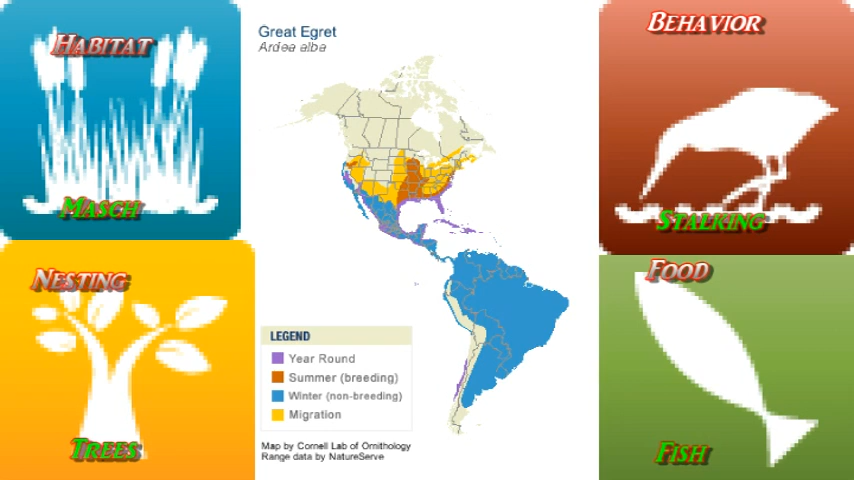 Habitat
Masch
Nesting
Trees
Great Egret
Ardea alba
LEGEND
Year Round
Summer (breeding)
Winter (non-breeding)
Migration
Map by Cornell Lab of Ornithology
Range data by NatureServe
Behavior
Stalking
Food
Fish